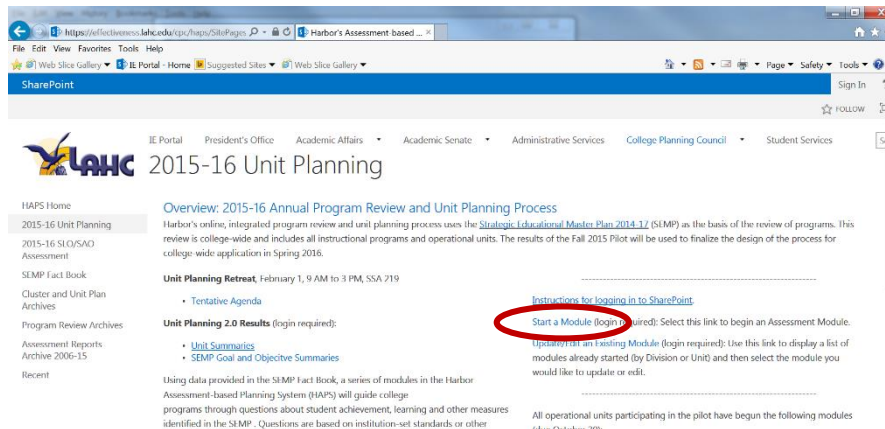 https://effectiveness.lahc.edu/cpc/haps/SitePages
Harbor's Assessment-based ...
File Edit View Favorites Tools Help
Web Slice Gallery IE Portal - Home Suggested Sites Web Slice Gallery
Page Safety Tools
SharePoint Sign In
FOLLOW
IE Portal President's Office Academic Affairs Academic Senate Administrative Services College Planning Council Student Services
LAHC 2015-16 Unit Planning
HAPS Home
2015-16 Unit Planning
2015-16 SLO/SAO
Assessment
SEMP Fact Book
Cluster and Unit Plan
Archives
Program Review Archives
Assessment Reports
Archive 2006-15
Recent
Overview: 2015-16 Annual Program Review and Unit Planning Process
Harbor's online, integrated program review and unit planning process uses the Strategic Educational Master Plan 2014-17 (SEMP) as the basis of the review of programs. This
review is college-wide and includes all instructional programs and operational units. The results of the Fall 2015 Pilot will be used to finalize the design of the process for
college-wide application in Spring 2016.
Unit Planning Retreat, February 1, 9 AM to 3 PM, SSA 219
• Tentative Agenda
Unit Planning 2.0 Results (login required):
• Unit Summaries
• SEMP Goal and Objecitve Summaries
Using data provided in the SEMP Fact Book, a series of modules in the Harbor
Assessment-based Planning System (HAPS) will guide college
programs through questions about student achievement, learning and other measures
identified in the SEMP . Questions are based on institution-set standards or other
Instructions for logging in to SharePoint.
Start a Module (login required): Select this link to begin an Assessment Module.
Update/Edit an Existing Module (login required): Use this link to display a list of
modules already started (by Division or Unit) and then select the module you
would like to update or edit.
All operational units participating in the pilot have begun the following modules
(due October 30):